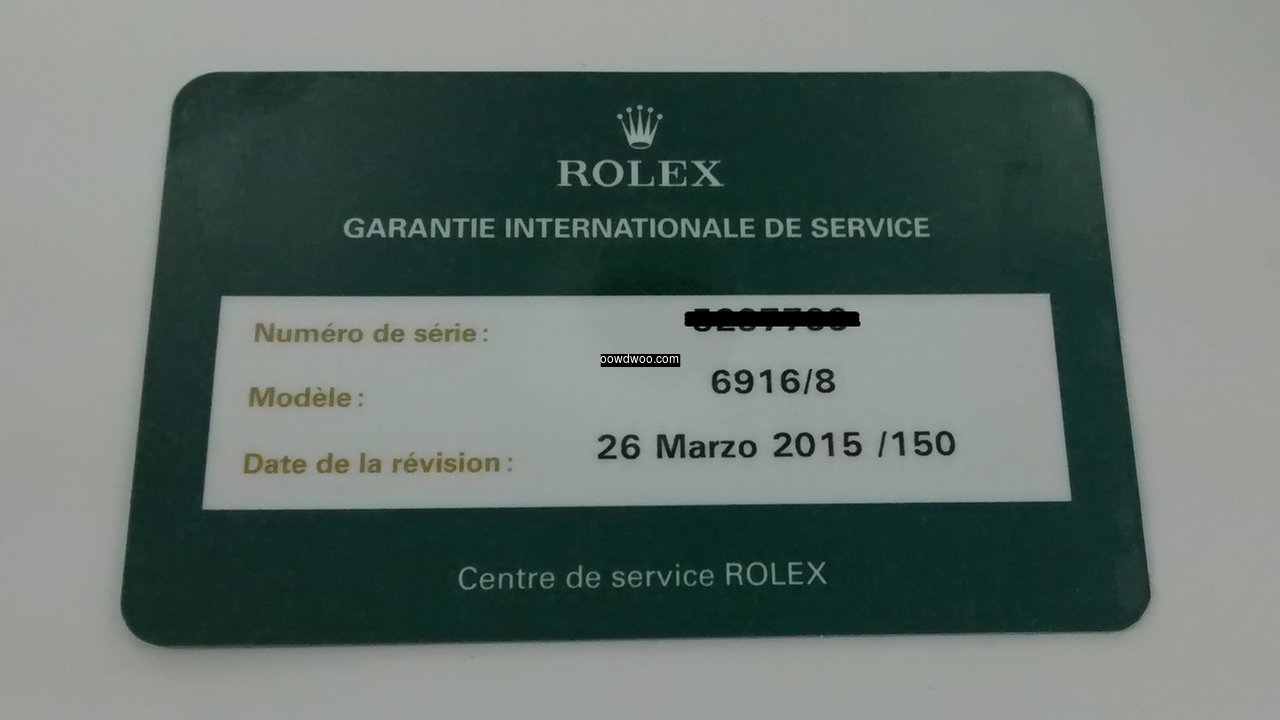 ROLEX
GARANTIE INTERNATIONALE DE SERVICE
Numéro de série :
oowdwoo.com
Modèle : 6916/8
Date de la révision : 26 Marzo 2015 /150
Centre de service ROLEX